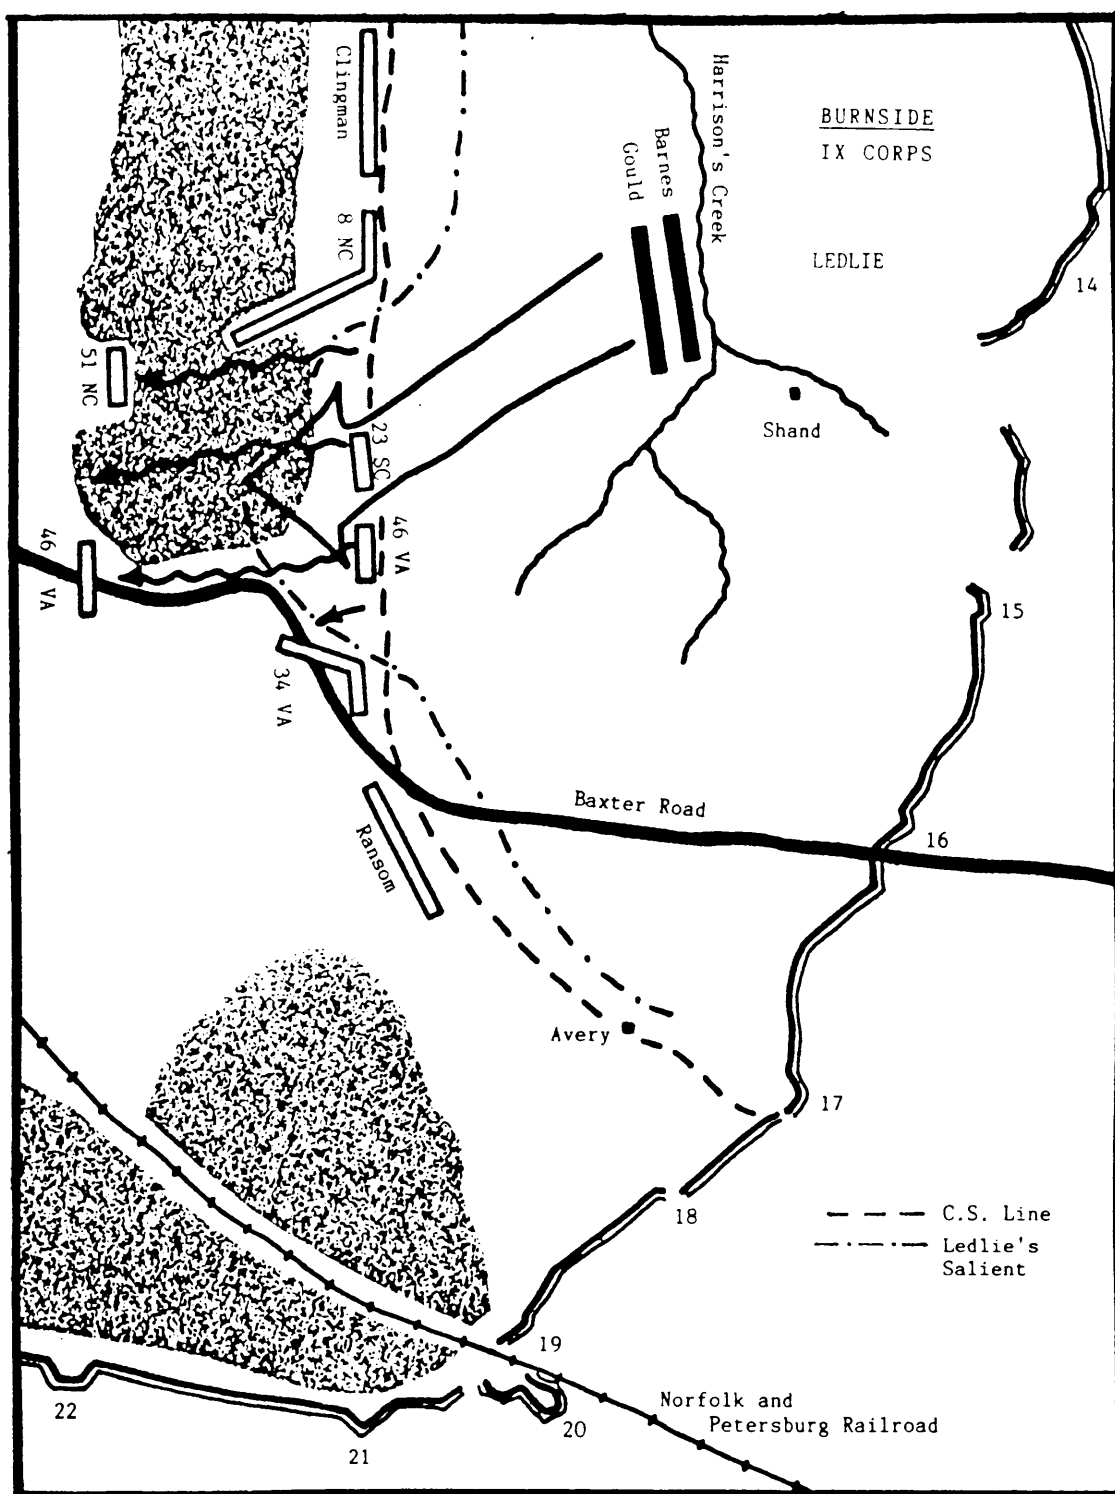 Clingman
Harrison's Creek
BURNSIDE
IX CORPS
Barnes
Gould
8 NC
LEDLIE
14
51 NC
Shand
23 SC
46 VA
46 VA
15
34 VA
Baxter Road
16
Ransom
Avery
17
18
C.S. Line
Ledlie's
Salient
19
Norfolk and
Petersburg Railroad
22
20
21